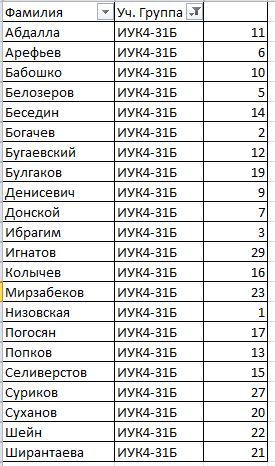 Фамилия Уч. Группа
Абдалла ИУК4-31Б 11
Арефьев ИУК4-31Б 6
Бабошко ИУК4-31Б 10
Белозеров ИУК4-31Б 5
Беседин ИУК4-31Б 14
Богачев ИУК4-31Б 2
Бугаевский ИУК4-31Б 12
Булгаков ИУК4-31Б 19
Денисевич ИУК4-31Б 9
Донской ИУК4-31Б 7
Ибрагим ИУК4-31Б 3
Игнатов ИУК4-31Б 29
Колычев ИУК4-31Б 16
Мирзабеков ИУК4-31Б 23
Низовская ИУК4-31Б 1
Погосян ИУК4-31Б 17
Попков ИУК4-31Б 13
Селиверстов ИУК4-31Б 15
Суриков ИУК4-31Б 27
Суханов ИУК4-31Б 20
Шейн ИУК4-31Б 22
Ширантаева ИУК4-31Б 21